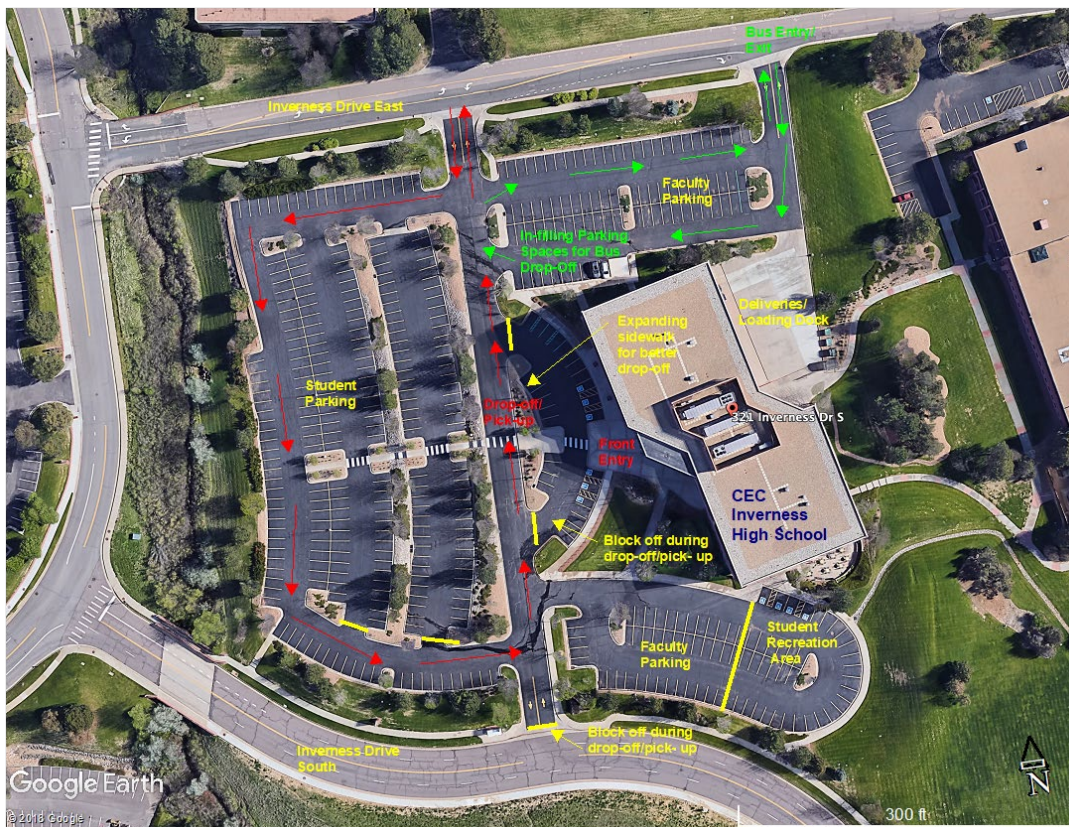 Bus Entry/
Exit
Inverness Drive East
Faculty
Parking
In-filling Parking
Spaces for Bus
Drop-Off
Deliveries/
Loading Dock
Expanding
sidewalk
for better
drop-off
Student
Parking
Drop-off/
Pick-up
121 Inverness Dr S
Front
Entry
CEC
Inverness
High School
Block off during
drop-off/pick- up
Student
Recreation
Area
Faculty
Parking
Block off during
drop-off/pick- up
Inverness Drive
South
N
Google Earth
© 2018 Google
300 ft